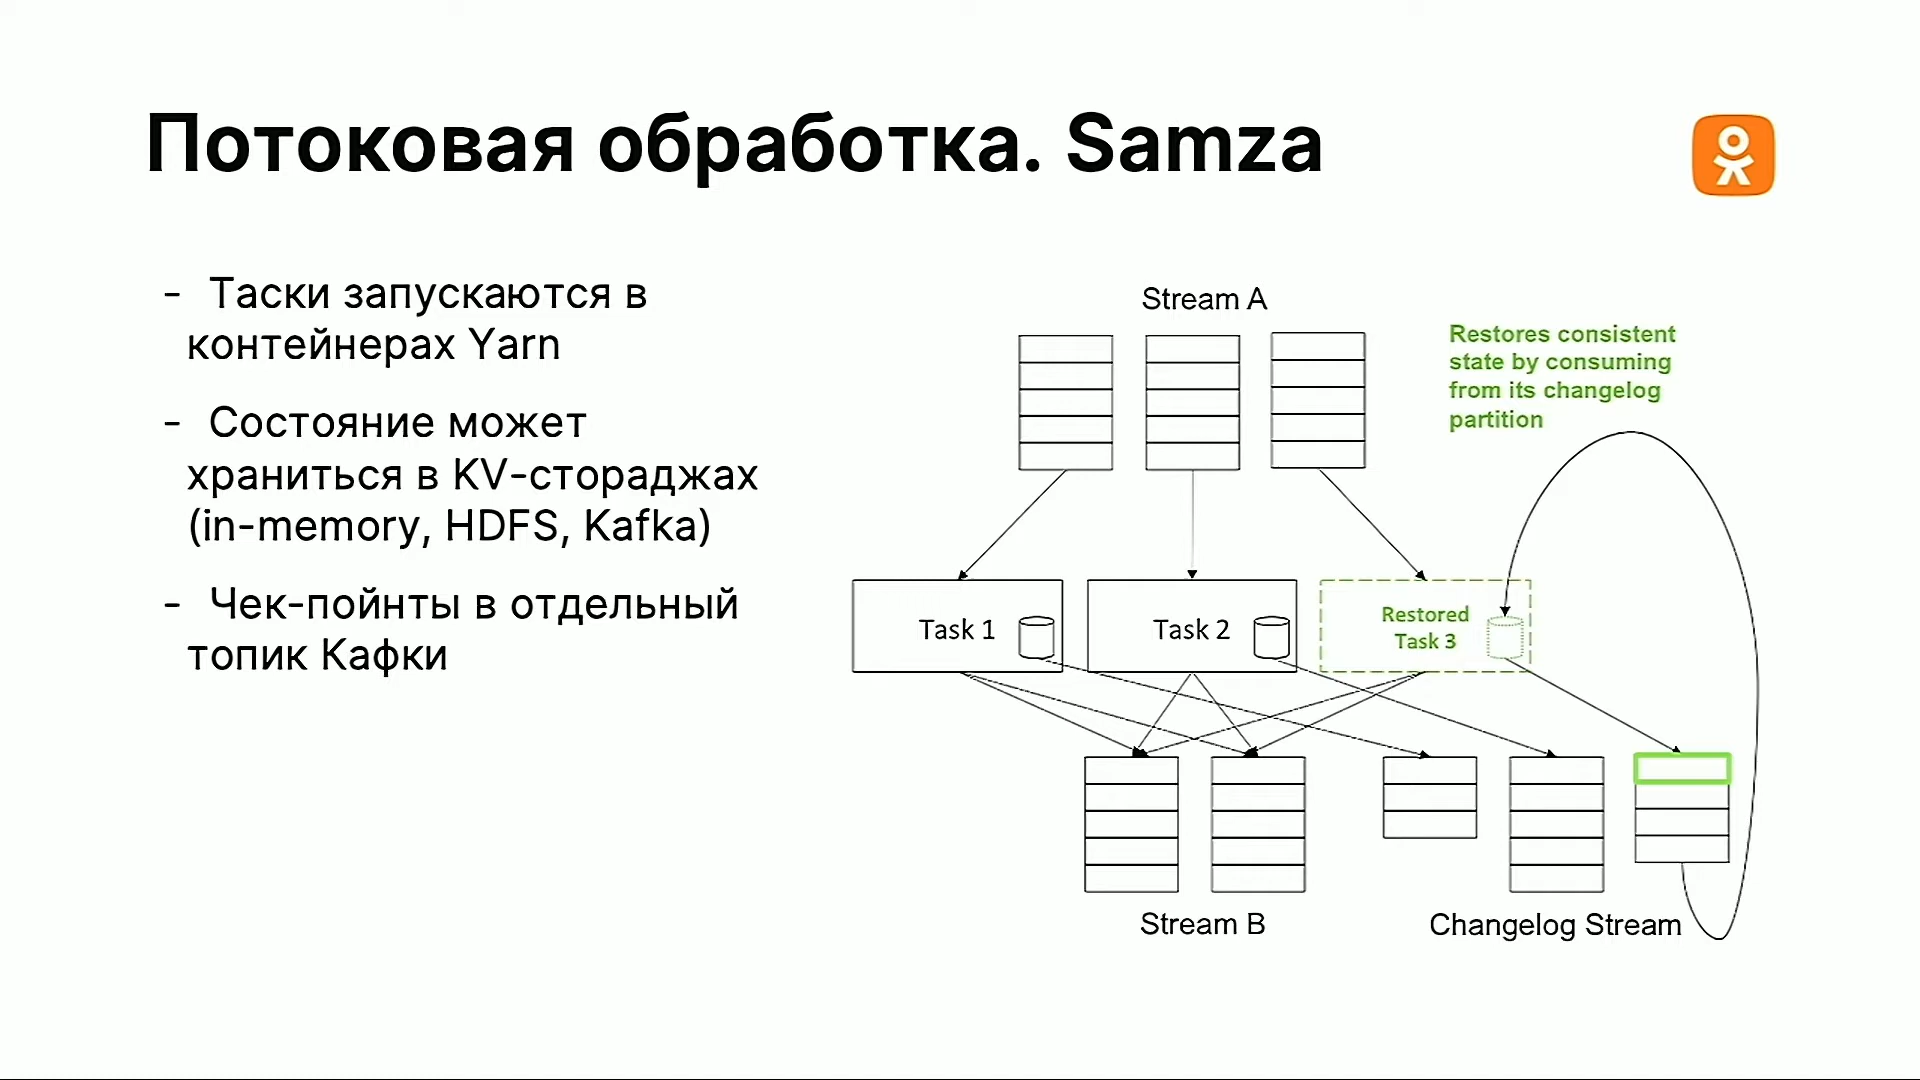 Потоковая обработка. Samza
- Таски запускаются в
контейнерах Yarn
- Состояние может
храниться в KV-стораджах
(in-memory, HDFS, Kafka)
- Чек-пойнты в отдельный
топик Кафки
Stream A
Restores consistent
state by consuming
from its changelog
partition
Task 1
Task 2
Restored
Task 3
Stream B
Changelog Stream